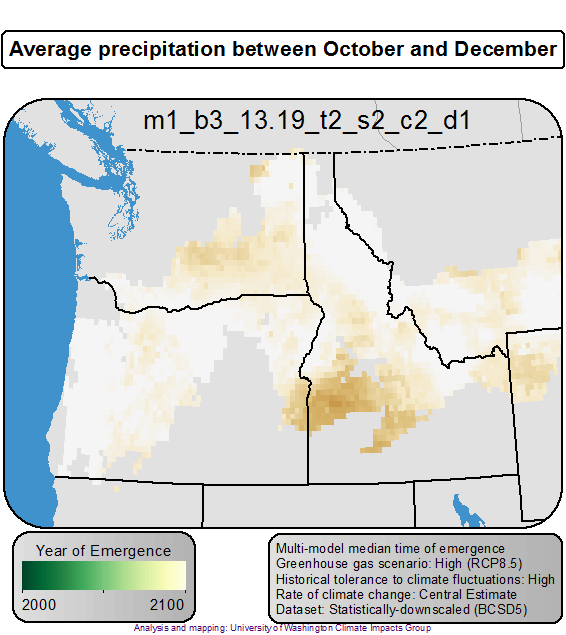 Average precipitation between October and December
m1_b3_13.19_t2_s2_c2_d1
Year of Emergence
2000 2100
Multi-model median time of emergence
Greenhouse gas scenario: High (RCP8.5)
Historical tolerance to climate fluctuations: High
Rate of climate change: Central Estimate
Dataset: Statistically-downscaled (BCSD5)
Analysis and mapping: University of Washington Climate Impacts Group